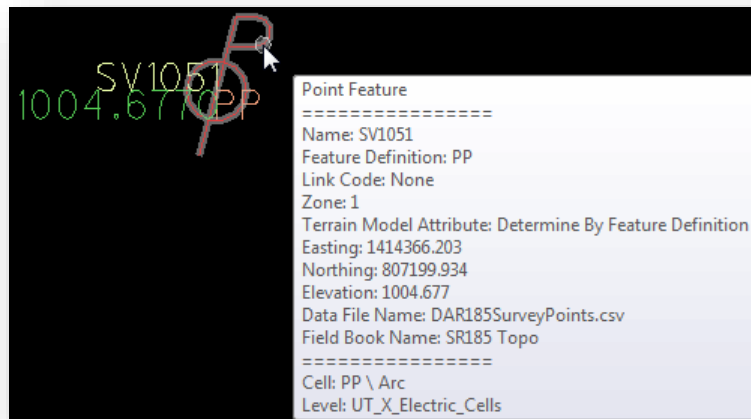 SV1051
1004.677 PP
P
Point Feature
================
Name: SV1051
Feature Definition: PP
Link Code: None
Zone: 1
Terrain Model Attribute: Determine By Feature Definition
Easting: 1414366.203
Northing: 807199.934
Elevation: 1004.677
Data File Name: DAR185SurveyPoints.csv
Field Book Name: SR185 Topo
================
Cell: PP \ Arc
Level: UT_X_Electric_Cells